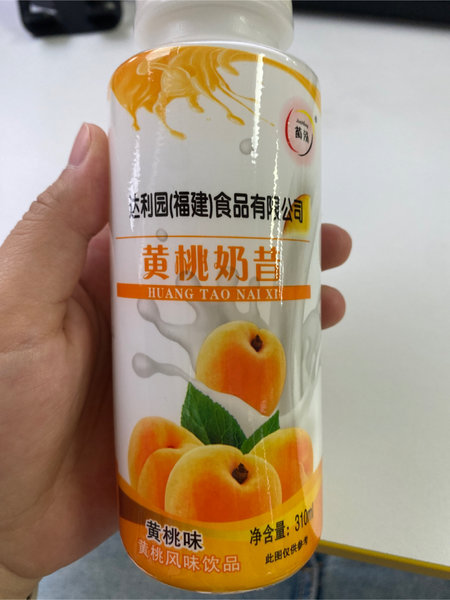 达利园(福建)食品有限公司
黄桃奶昔
HUANG TAO NAI XI
黄桃味
黄桃风味饮品
净含量: 310ml
此图仅供参考